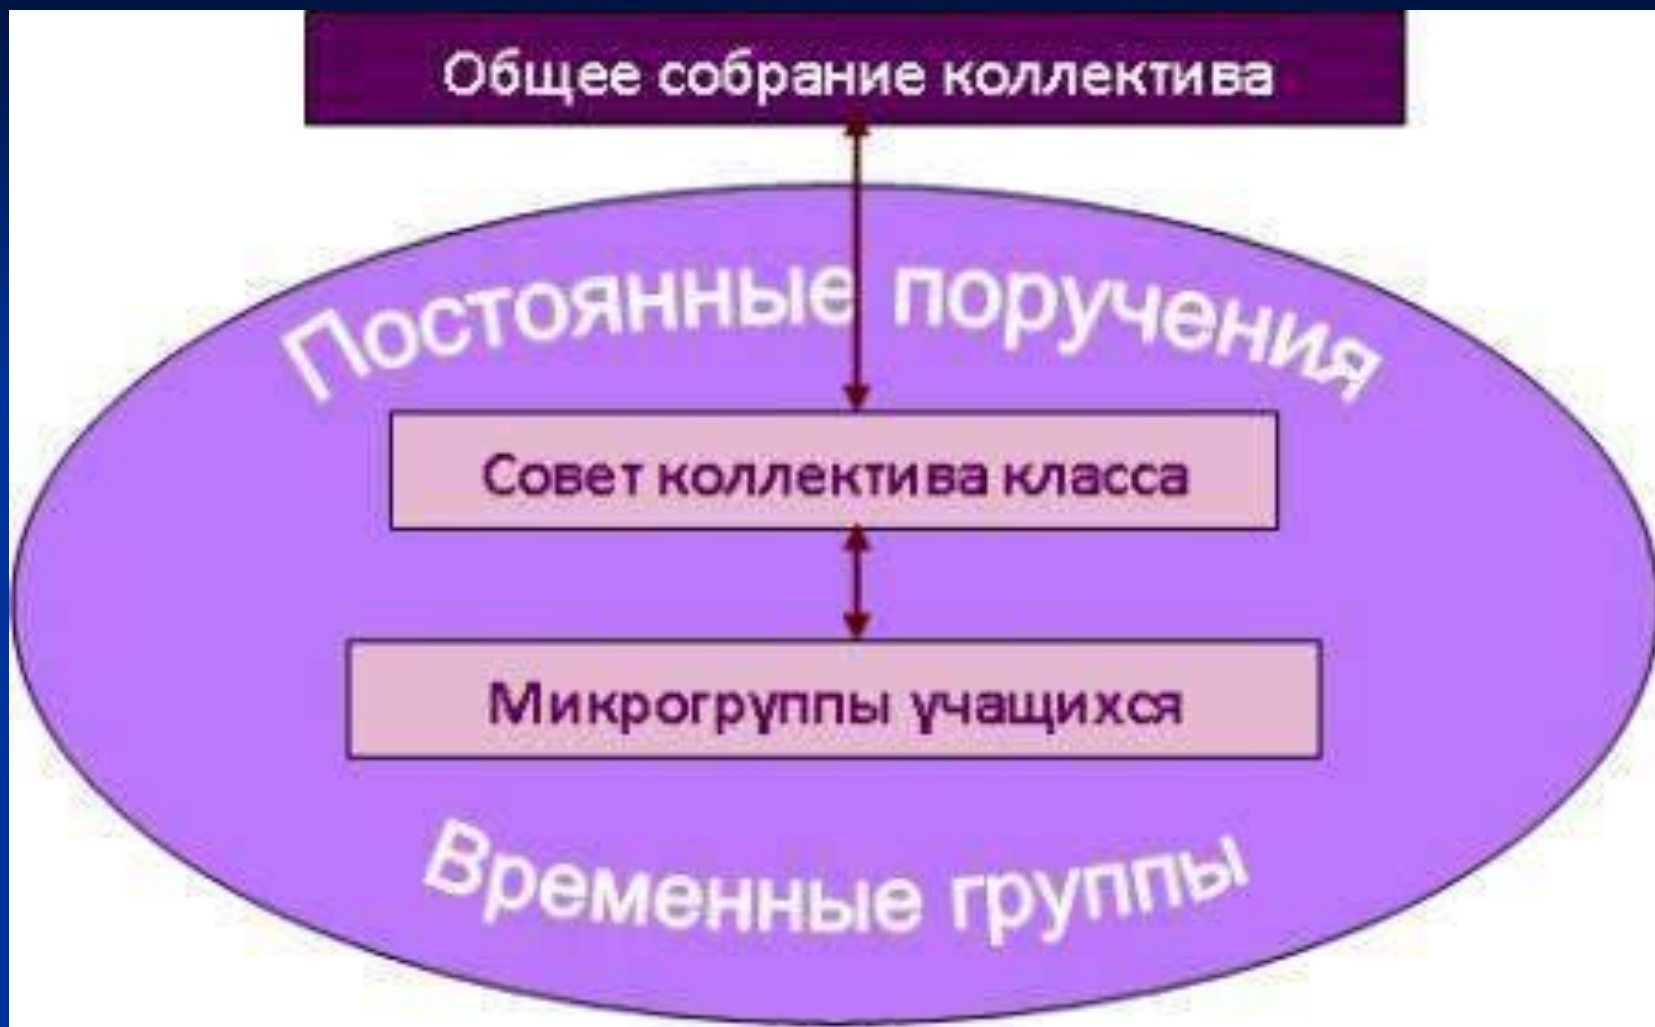 Общее собрание коллектива
Постоянные поручения
Совет коллектива класса
Микрогруппы учащихся
Временные группы